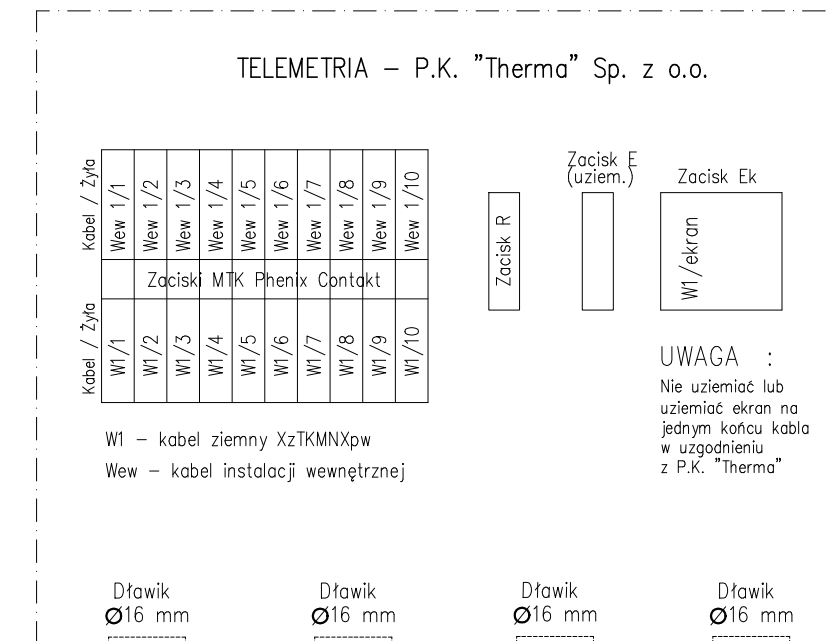 TELEMETRIA – P.K. "Therma" Sp. z o.o.
Kabel / Żyła
Wew 1/1
Wew 1/2
Wew 1/3
Wew 1/4
Wew 1/5
Wew 1/6
Wew 1/7
Wew 1/8
Wew 1/9
Wew 1/10
Zaciski MTK Phenix Contakt
Kabel / Żyła
W1/1
W1/2
W1/3
W1/4
W1/5
W1/6
W1/7
W1/8
W1/9
W1/10
Zacisk R
Zacisk E
(uziem.)
Zacisk Ek
W1/ekran
W1 – kabel ziemny XzTKMNXpw
Wew – kabel instalacji wewnętrznej
UWAGA :
Nie uziemiać lub
uziemiać ekran na
jednym końcu kabla
w uzgodnieniu
z P.K. "Therma"
Dławik
Ø16 mm
Dławik
Ø16 mm
Dławik
Ø16 mm
Dławik
Ø16 mm